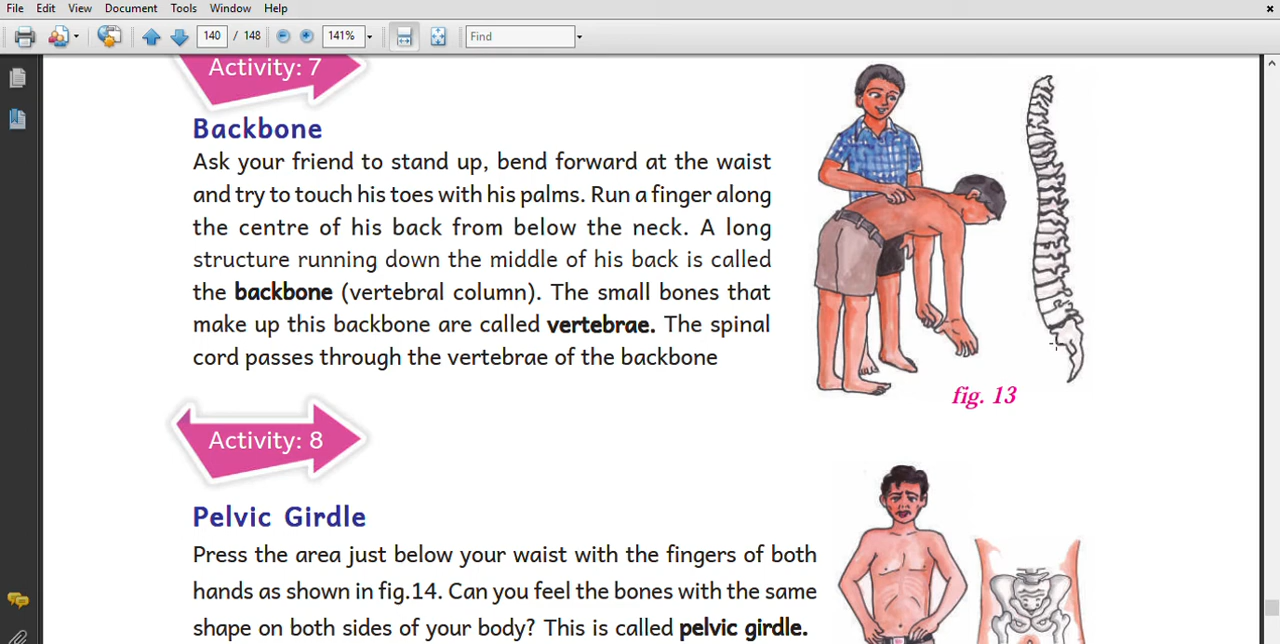 File Edit View Document Tools Window Help
140 / 148 141% Find
Activity: 7
Backbone
Ask your friend to stand up, bend forward at the waist
and try to touch his toes with his palms. Run a finger along
the centre of his back from below the neck. A long
structure running down the middle of his back is called
the backbone (vertebral column). The small bones that
make up this backbone are called vertebrae. The spinal
cord passes through the vertebrae of the backbone
fig. 13
Activity: 8
Pelvic Girdle
Press the area just below your waist with the fingers of both
hands as shown in fig.14. Can you feel the bones with the same
shape on both sides of your body? This is called pelvic girdle.